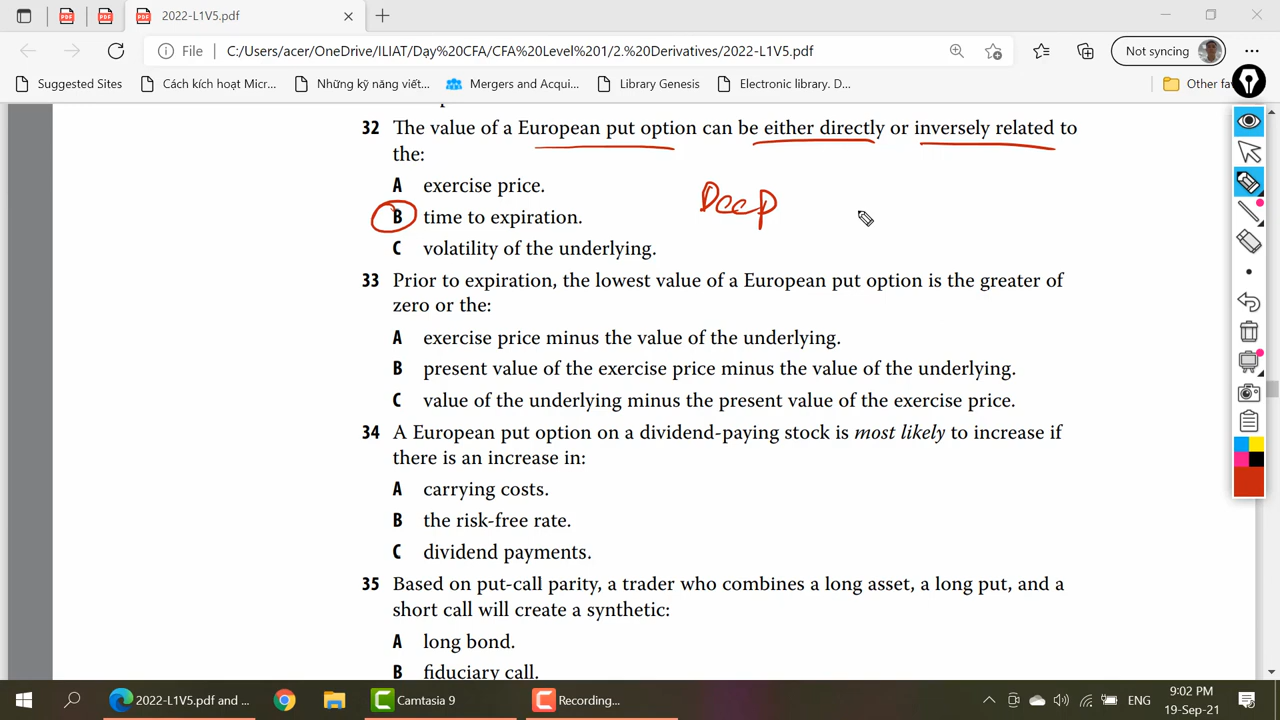 2022-L1V5.pdf
File
C:/Users/acer/OneDrive/ILIAT/Dạy%20CFA/CFA%20Level%201/2.%20Derivatives/2022-L1V5.pdf
Not syncing
Suggested Sites
Cách kích hoạt Micr...
Những kỹ năng viết...
Mergers and Acqui...
Library Genesis
Electronic library. D...
Other fav
32 The value of a European put option can be either directly or inversely related to
the:
A exercise price.
Deep
B time to expiration.
C volatility of the underlying.
33 Prior to expiration, the lowest value of a European put option is the greater of
zero or the:
A exercise price minus the value of the underlying.
B present value of the exercise price minus the value of the underlying.
C value of the underlying minus the present value of the exercise price.
34 A European put option on a dividend-paying stock is most likely to increase if
there is an increase in:
A carrying costs.
B the risk-free rate.
C dividend payments.
35 Based on put-call parity, a trader who combines a long asset, a long put, and a
short call will create a synthetic:
A long bond.
B fiduciary call.
2022-L1V5.pdf and ...
Camtasia 9
Recording...
ENG
9:02 PM
19-Sep-21